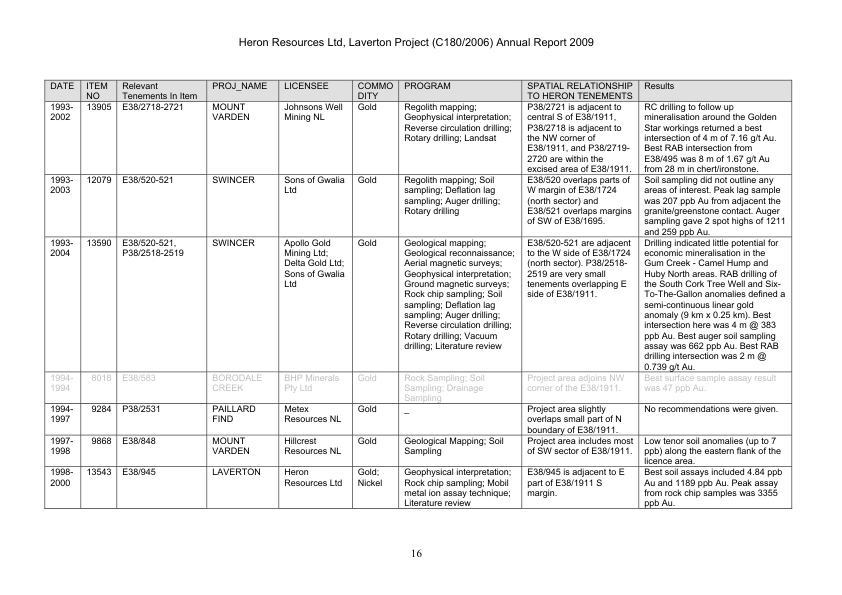 Heron Resources Ltd, Laverton Project (C180/2006) Annual Report 2009
DATE
ITEM
NO
Relevant
Tenements In Item
PROJ_NAME
LICENSEE
COMMO
DITY
PROGRAM
SPATIAL RELATIONSHIP
TO HERON TENEMENTS
Results
1993-
2002
13905
E38/2718-2721
MOUNT
VARDEN
Johnsons Well
Mining NL
Gold
Regolith mapping;
Geophysical interpretation;
Reverse circulation drilling;
Rotary drilling; Landsat
P38/2721 is adjacent to
central S of E38/1911,
P38/2718 is adjacent to
the NW corner of
E38/1911, and P38/2719-
2720 are within the
excised area of E38/1911.
RC drilling to follow up
mineralisation around the Golden
Star workings returned a best
intersection of 4 m of 7.16 g/t Au.
Best RAB intersection from
E38/495 was 8 m of 1.67 g/t Au
from 28 m in chert/ironstone.
1993-
2003
12079
E38/520-521
SWINCER
Sons of Gwalia
Ltd
Gold
Regolith mapping; Soil
sampling; Deflation lag
sampling; Auger drilling;
Rotary drilling
E38/520 overlaps parts of
W margin of E38/1724
(north sector) and
E38/521 overlaps margins
of SW of E38/1695.
Soil sampling did not outline any
areas of interest. Peak lag sample
was 207 ppb Au from adjacent the
granite/greenstone contact. Auger
sampling gave 2 spot highs of 1211
and 259 ppb Au.
1993-
2004
13590
E38/520-521,
P38/2518-2519
SWINCER
Apollo Gold
Mining Ltd;
Delta Gold Ltd;
Sons of Gwalia
Ltd
Gold
Geological mapping;
Geological reconnaissance;
Aerial magnetic surveys;
Geophysical interpretation;
Ground magnetic surveys;
Rock chip sampling; Soil
sampling; Deflation lag
sampling; Auger drilling;
Reverse circulation drilling;
Rotary drilling; Vacuum
drilling; Literature review
E38/520-521 are adjacent
to the W side of E38/1724
(north sector). P38/2518-
2519 are very small
tenements overlapping E
side of E38/1911.
Drilling indicated little potential for
economic mineralisation in the
Gum Creek - Camel Hump and
Huby North areas. RAB drilling of
the South Cork Tree Well and Six-
To-The-Gallon anomalies defined a
semi-continuous linear gold
anomaly (9 km x 0.25 km). Best
intersection here was 4 m @ 383
ppb Au. Best auger soil sampling
assay was 662 ppb Au. Best RAB
drilling intersection was 2 m @
0.739 g/t Au.
1994-
1994
8018
E38/583
BORODALE
CREEK
BHP Minerals
Pty Ltd
Gold
Rock Sampling; Soil
Sampling; Drainage
Sampling
Project area adjoins NW
corner of the E38/1911.
Best surface sample assay result
was 47 ppb Au.
1994-
1997
9284
P38/2531
PAILLARD
FIND
Metex
Resources NL
Gold
_
Project area slightly
overlaps small part of N
boundary of E38/1911.
No recommendations were given.
1997-
1998
9868
E38/848
MOUNT
VARDEN
Hillcrest
Resources NL
Gold
Geological Mapping; Soil
Sampling
Project area includes most
of SW sector of E38/1911.
Low tenor soil anomalies (up to 7
ppb) along the eastern flank of the
licence area.
1998-
2000
13543
E38/945
LAVERTON
Heron
Resources Ltd
Gold;
Nickel
Geophysical interpretation;
Rock chip sampling; Mobil
metal ion assay technique;
Literature review
E38/945 is adjacent to E
part of E38/1911 S
margin.
Best soil assays included 4.84 ppb
Au and 1189 ppb Au. Peak assay
from rock chip samples was 3355
ppb Au.
16